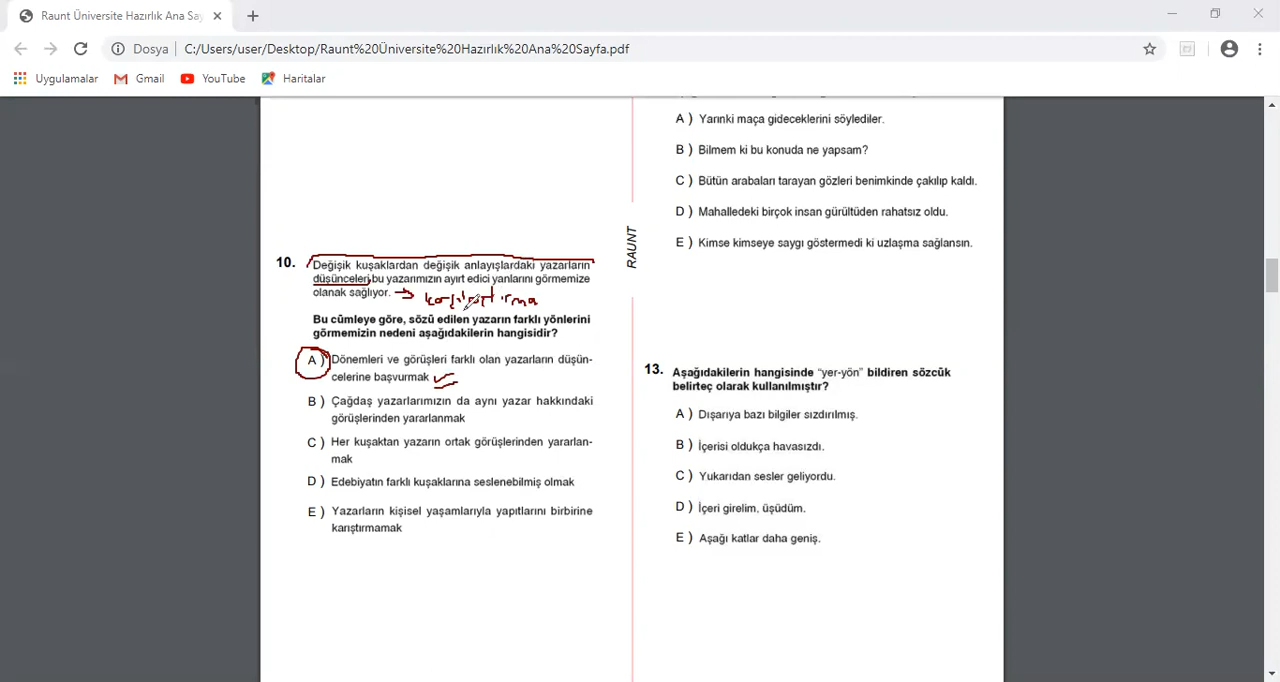 Raunt Üniversite Hazırlık Ana Say
Dosya
C:/Users/user/Desktop/Raunt%20Üniversite%20Hazırlık%20Ana%20Sayfa.pdf
Uygulamalar
Gmail
YouTube
Haritalar
10. Değişik kuşaklardan değişik anlayışlardaki yazarların
düşünceleri bu yazarımızın ayırt edici yanlarını görmemize
olanak sağlıyor.
karşılaştırma
Bu cümleye göre, sözü edilen yazarın farklı yönlerini
görmemizin nedeni aşağıdakilerin hangisidir?
A ) Dönemleri ve görüşleri farklı olan yazarların düşün-
celerine başvurmak
B ) Çağdaş yazarlarımızın da aynı yazar hakkındaki
görüşlerinden yararlanmak
C ) Her kuşaktan yazarın ortak görüşlerinden yararlan-
mak
D ) Edebiyatın farklı kuşaklarına seslenebilmiş olmak
E ) Yazarların kişisel yaşamlarıyla yapıtlarını birbirine
karıştırmamak
RAUNT
A ) Yarınki maça gideceklerini söylediler.
B ) Bilmem ki bu konuda ne yapsam?
C ) Bütün arabaları tarayan gözleri benimkinde çakılıp kaldı.
D ) Mahalledeki birçok insan gürültüden rahatsız oldu.
E ) Kimse kimseye saygı göstermedi ki uzlaşma sağlansın.
13. Aşağıdakilerin hangisinde “yer-yön” bildiren sözcük
belirteç olarak kullanılmıştır?
A ) Dışarıya bazı bilgiler sızdırılmış.
B ) İçerisi oldukça havasızdı.
C ) Yukarıdan sesler geliyordu.
D ) İçeri girelim, üşüdüm.
E ) Aşağı katlar daha geniş.